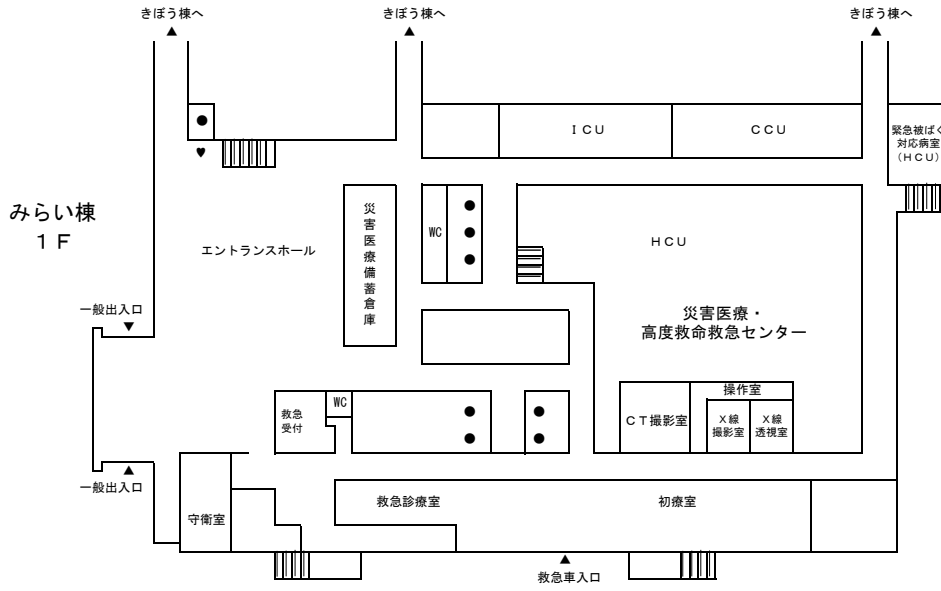 きぼう棟へ
きぼう棟へ
きぼう棟へ
ICU
CCU
緊急被ばく
対応病室
(HCU)
みらい棟
1F
エントランスホール
災害医療備蓄倉庫
WC
HCU
災害医療・
高度救命救急センター
一般出入口
操作室
CT撮影室
X線
撮影室
X線
透視室
救急
受付
WC
一般出入口
守衛室
救急診療室
初療室
救急車入口